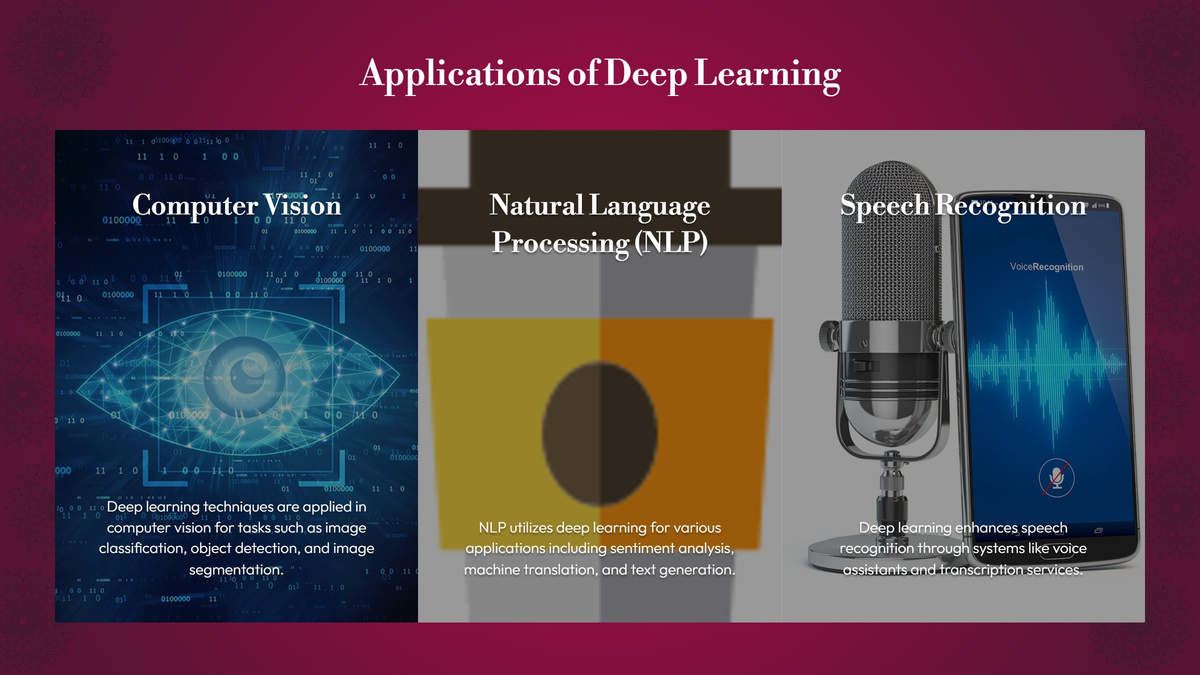 Applications of Deep Learning
Computer Vision
Deep learning techniques are applied in
computer vision for tasks such as image
classification, object detection, and image
segmentation.
Natural Language
Processing (NLP)
NLP utilizes deep learning for various
applications including sentiment analysis,
machine translation, and text generation.
Speech Recognition
VoiceRecognition
Deep learning enhances speech
recognition through systems like voice
assistants and transcription services.